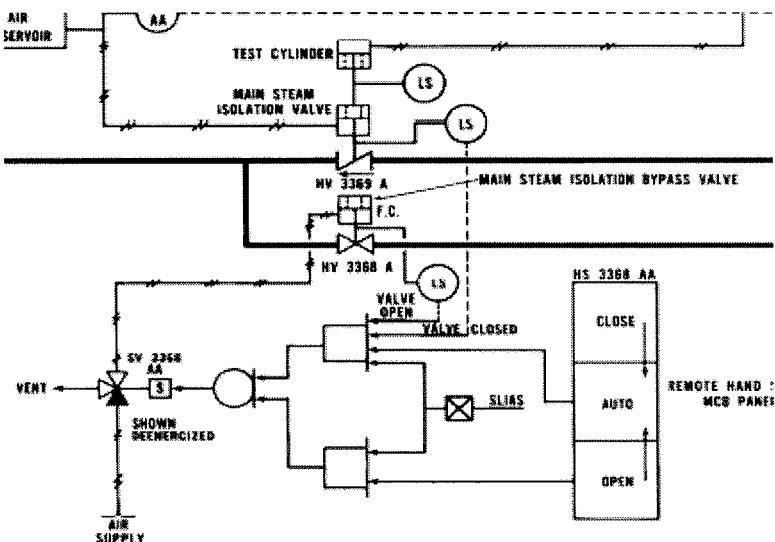 AIR
SERVOIR
AA
TEST CYLINDER
LS
MAIN STEAM
ISOLATION VALVE
LS
HV 3369 A
MAIN STEAM ISOLATION BYPASS VALVE
F.C.
HV 3368 A
LS
HS 3368 AA
VALVE
OPEN
VALVE CLOSED
CLOSE
SV 3368
AA
VENT
S
SLIAS
AUTO
REMOTE HAND
MCB PANE
SHOWN
DEENERGIZED
OPEN
AIR
SUPPLY